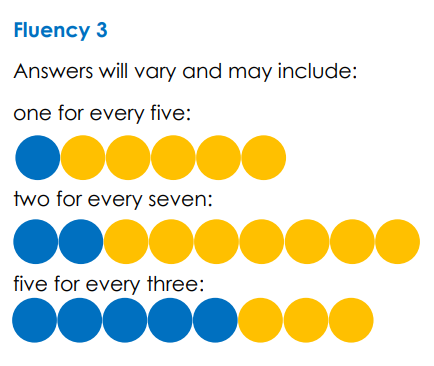 Fluency 3
Answers will vary and may include:
one for every five:
two for every seven:
five for every three: